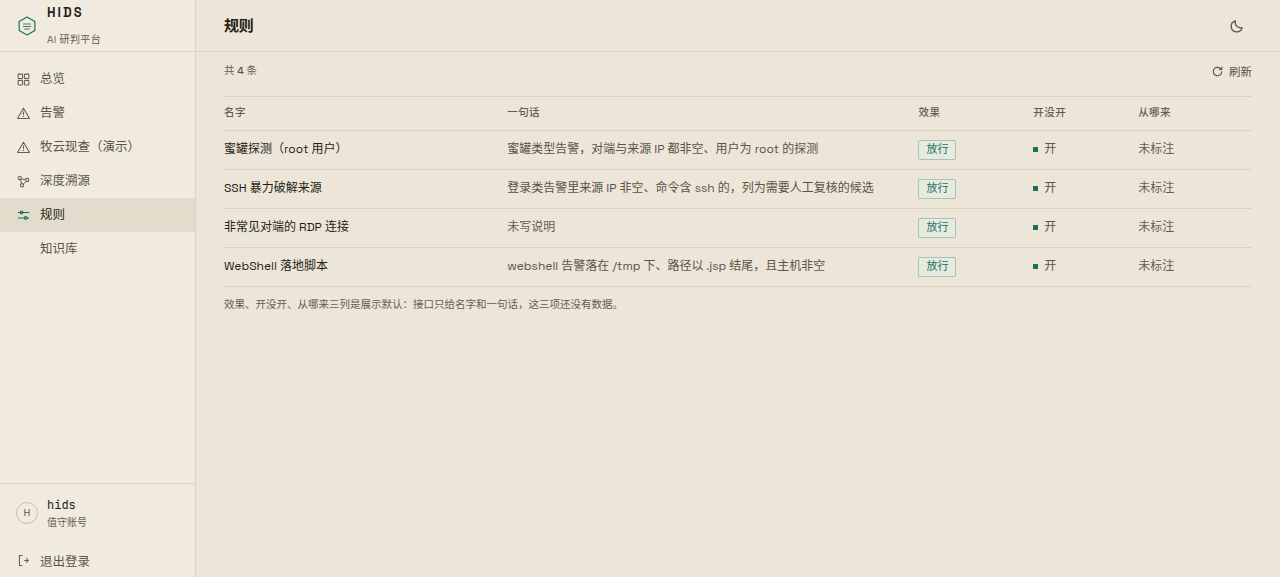 HIDS
AI 研判平台
总览
告警
牧云现查（演示）
深度溯源
规则
知识库
H
hids
值守账号
退出登录
规则
共 4 条
刷新
名字 一句话 效果 开没开 从哪来
蜜罐探测（root 用户） 蜜罐类型告警，对端与来源 IP 都非空、用户为 root 的探测 放行 开 未标注
SSH 暴力破解来源 登录类告警里来源 IP 非空、命令含 ssh 的，列为需要人工复核的候选 放行 开 未标注
非常见对端的 RDP 连接 未写说明 放行 开 未标注
WebShell 落地脚本 webshell 告警落在 /tmp 下、路径以 .jsp 结尾，且主机非空 放行 开 未标注
效果、开没开、从哪来三列是展示默认：接口只给名字和一句话，这三项还没有数据。